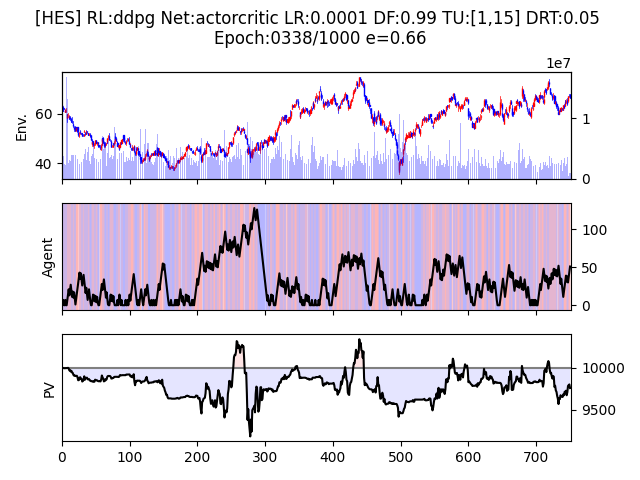 [HES] RL:ddpg Net:actorcritic LR:0.0001 DF:0.99 TU:[1,15] DRT:0.05
Epoch:0338/1000 e=0.66
1e7
Env.
60
40
1
0
Agent
100
50
0
PV
10000
9500
0 100 200 300 400 500 600 700